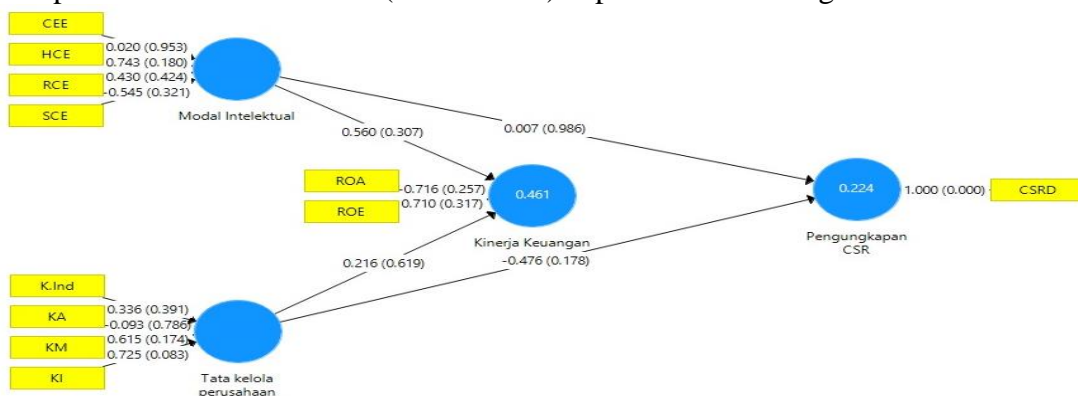 CEE
0.020 (0.953)
HCE
0.743 (0.180)
RCE
0.430 (0.424)
SCE
-0.545 (0.321)
Modal Intelektual
0.560 (0.307)
0.007 (0.986)
ROA
-0.716 (0.257)
ROE
0.710 (0.317)
0.461
Kinerja Keuangan
0.224
1.000 (0.000)
CSRD
Pengungkapan
CSR
0.216 (0.619)
-0.476 (0.178)
K.Ind
0.336 (0.391)
KA
-0.093 (0.786)
KM
0.615 (0.174)
KI
0.725 (0.083)
Tata kelola
perusahaan